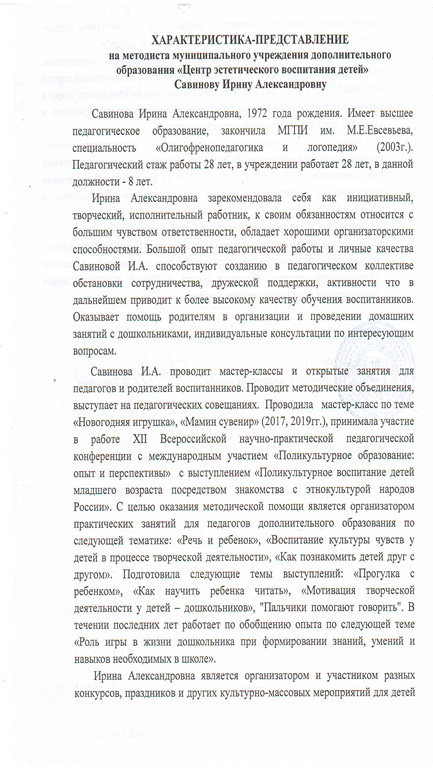 ХАРАКТЕРИСТИКА-ПРЕДСТАВЛЕНИЕ
на методиста муниципального учреждения дополнительного
образования «Центр эстетического воспитания детей»
Савинову Ирину Александровну
Савинова Ирина Александровна, 1972 года рождения. Имеет высшее
педагогическое образование, закончила МГПИ им. М.Е.Евсевьева,
специальность «Олигофренопедагогика и логопедия» (2003г.).
Педагогический стаж работы 28 лет, в учреждении работает 28 лет, в данной
должности - 8 лет.
Ирина Александровна зарекомендовала себя как инициативный,
творческий, исполнительный работник, к своим обязанностям относится с
большим чувством ответственности, обладает хорошими организаторскими
способностями. Большой опыт педагогической работы и личные качества
Савиновой И.А. способствуют созданию в педагогическом коллективе
обстановки сотрудничества, дружеской поддержки, активности что в
дальнейшем приводит к более высокому качеству обучения воспитанников.
Оказывает помощь родителям в организации и проведении домашних
занятий с дошкольниками, индивидуальные консультации по интересующим
вопросам.
Савинова И.А. проводит мастер-классы и открытые занятия для
педагогов и родителей воспитанников. Проводит методические объединения,
выступает на педагогических совещаниях. Проводила мастер-класс по теме
«Новогодняя игрушка», «Мамин сувенир» (2017, 2019гг.), принимала участие
в работе XII Всероссийской научно-практической педагогической
конференции с международным участием «Поликультурное образование:
опыт и перспективы» с выступлением «Поликультурное воспитание детей
младшего возраста посредством знакомства с этнокультурой народов
России». С целью оказания методической помощи является организатором
практических занятий для педагогов дополнительного образования по
следующей тематике: «Речь и ребенок», «Воспитание культуры чувств у
детей в процессе творческой деятельности», «Как познакомить детей друг с
другом». Подготовила следующие темы выступлений: «Прогулка с
ребенком», «Как научить ребенка читать», «Мотивация творческой
деятельности у детей – дошкольников», "Пальчики помогают говорить". В
течении последних лет работает по обобщению опыта по следующей теме
«Роль игры в жизни дошкольника при формировании знаний, умений и
навыков необходимых в школе».
Ирина Александровна является организатором и участником разных
конкурсов, праздников и других культурно-массовых мероприятий для детей